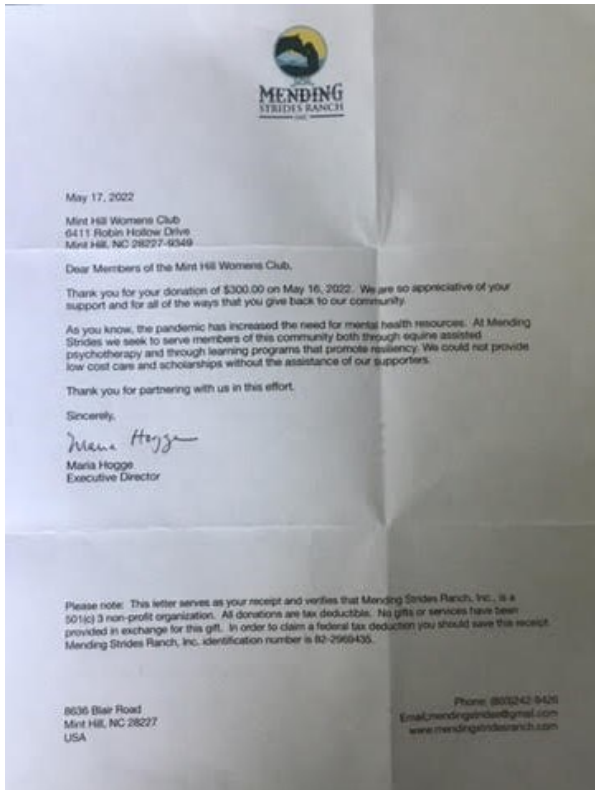 MENDING
STRIDES RANCH
INC
May 17, 2022
Mint Hill Womens Club
6411 Robin Hollow Drive
Mint Hill, NC 28227-9349
Dear Members of the Mint Hill Womens Club,
Thank you for your donation of $300.00 on May 16, 2022. We are so appreciative of your
support and for all of the ways that you give back to our community.
As you know, the pandemic has increased the need for mental health resources. At Mending
Strides we seek to serve members of this community both through equine assisted
psychotherapy and through learning programs that promote resiliency. We could not provide
low cost care and scholarships without the assistance of our supporters.
Thank you for partnering with us in this effort.
Sincerely,
Maria Hogge
Maria Hogge
Executive Director
Please note: This letter serves as your receipt and verifies that Mending Strides Ranch, Inc., is a
501(c) 3 non-profit organization. All donations are tax deductible. No gifts or services have been
provided in exchange for this gift. In order to claim a federal tax deduction you should save this receipt.
Mending Strides Ranch, Inc. identification number is 82-2969435.
8636 Blair Road
Mint Hill, NC 28227
USA
Phone:
Email:mendingstrides@gmail.com
www.mendingstridesranch.com